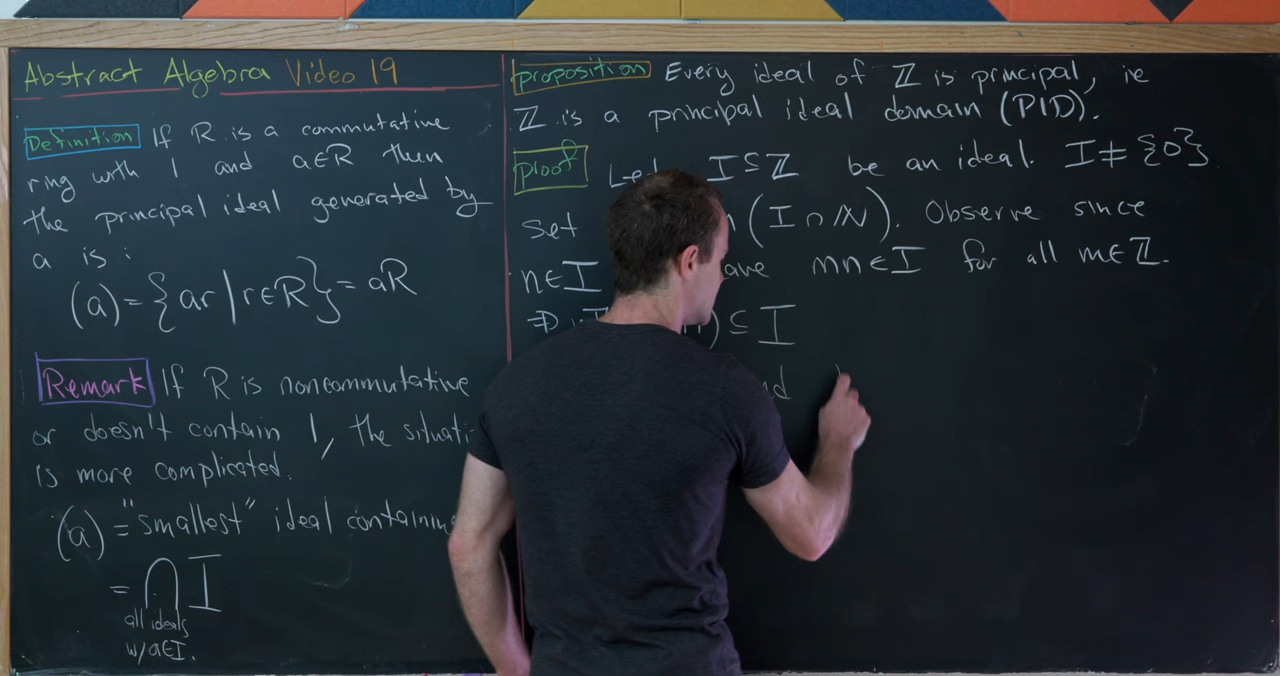 Abstract Algebra Video 19
Definition If R is a commutative
ring with 1 and a∈R then
the principal ideal generated by
a is:
(a) = {ar | r∈R} = aR
Remark If R is noncommutative
or doesn't contain 1, the situati
is more complicated.
(a) = "smallest" ideal containing
= ⋂ I
all ideals
w/ a∈I.
proposition Every ideal of ℤ is principal, ie
ℤ is a principal ideal domain (PID).
proof Let I ⊆ ℤ be an ideal. I ≠ {0}
Set (I ∩ ℕ). Observe since
n∈I mn∈I for all m∈ℤ.
⊆ I